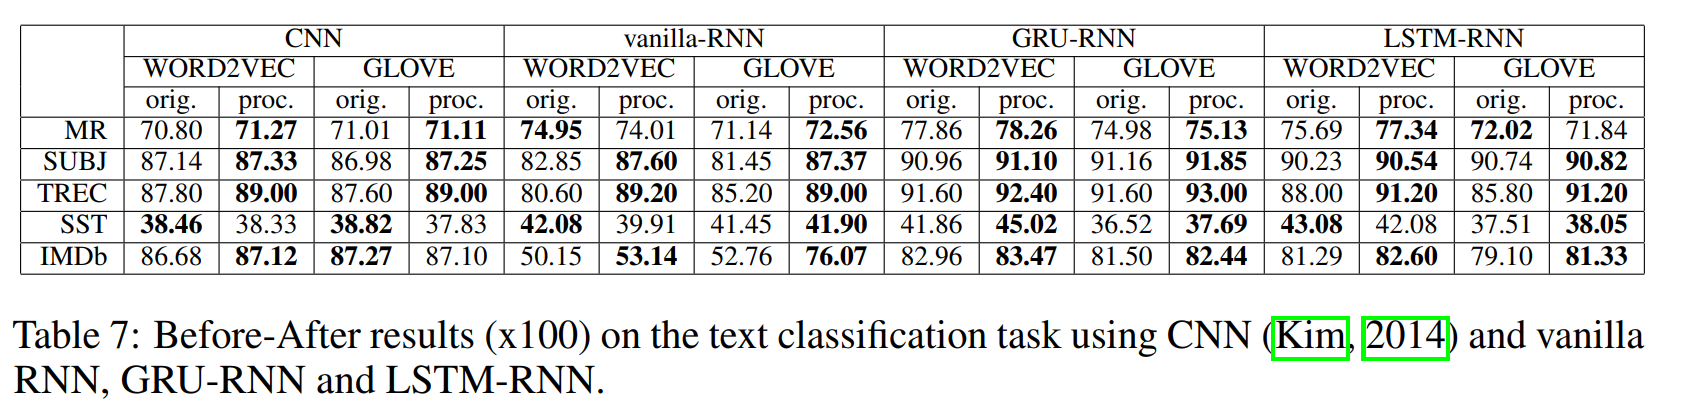 CNN vanilla-RNN GRU-RNN LSTM-RNN
WORD2VEC GLOVE WORD2VEC GLOVE WORD2VEC GLOVE WORD2VEC GLOVE
orig. proc. orig. proc. orig. proc. orig. proc. orig. proc. orig. proc. orig. proc. orig. proc.
MR 70.80 71.27 71.01 71.11 74.95 74.01 71.14 72.56 77.86 78.26 74.98 75.13 75.69 77.34 72.02 71.84
SUBJ 87.14 87.33 86.98 87.25 82.85 87.60 81.45 87.37 90.96 91.10 91.16 91.85 90.23 90.54 90.74 90.82
TREC 87.80 89.00 87.60 89.00 80.60 89.20 85.20 89.00 91.60 92.40 91.60 93.00 88.00 91.20 85.80 91.20
SST 38.46 38.33 38.82 37.83 42.08 39.91 41.45 41.90 41.86 45.02 36.52 37.69 43.08 42.08 37.51 38.05
IMDb 86.68 87.12 87.27 87.10 50.15 53.14 52.76 76.07 82.96 83.47 81.50 82.44 81.29 82.60 79.10 81.33
Table 7: Before-After results (x100) on the text classification task using CNN (Kim, 2014) and vanilla
RNN, GRU-RNN and LSTM-RNN.